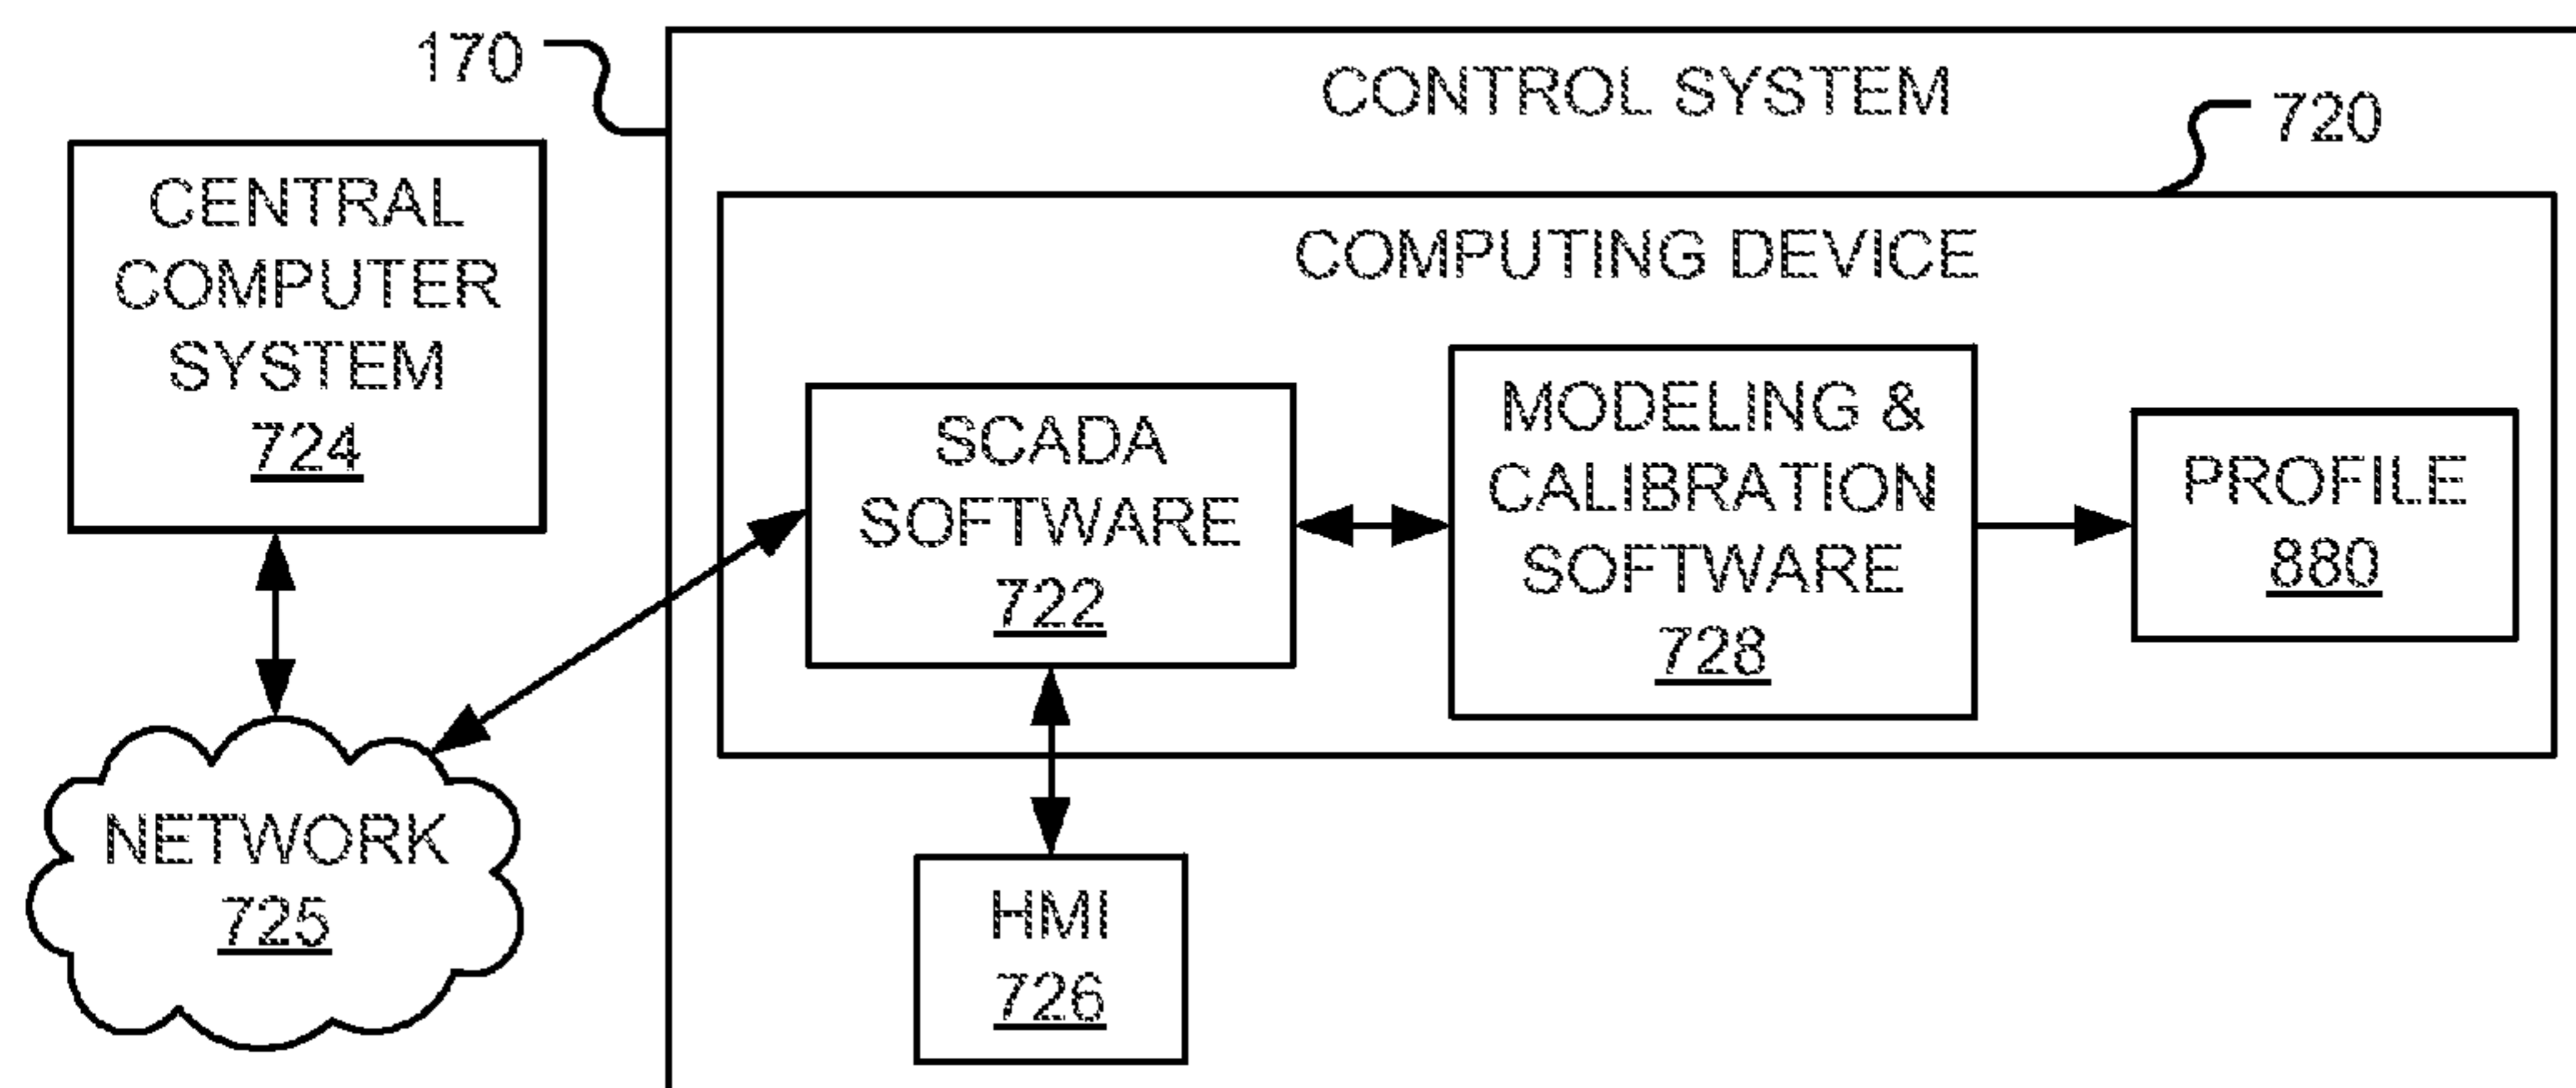 170
CONTROL SYSTEM
720
CENTRAL
COMPUTER
SYSTEM
724
COMPUTING DEVICE
SCADA
SOFTWARE
722
MODELING &
CALIBRATION
SOFTWARE
728
PROFILE
880
NETWORK
725
HMI
726